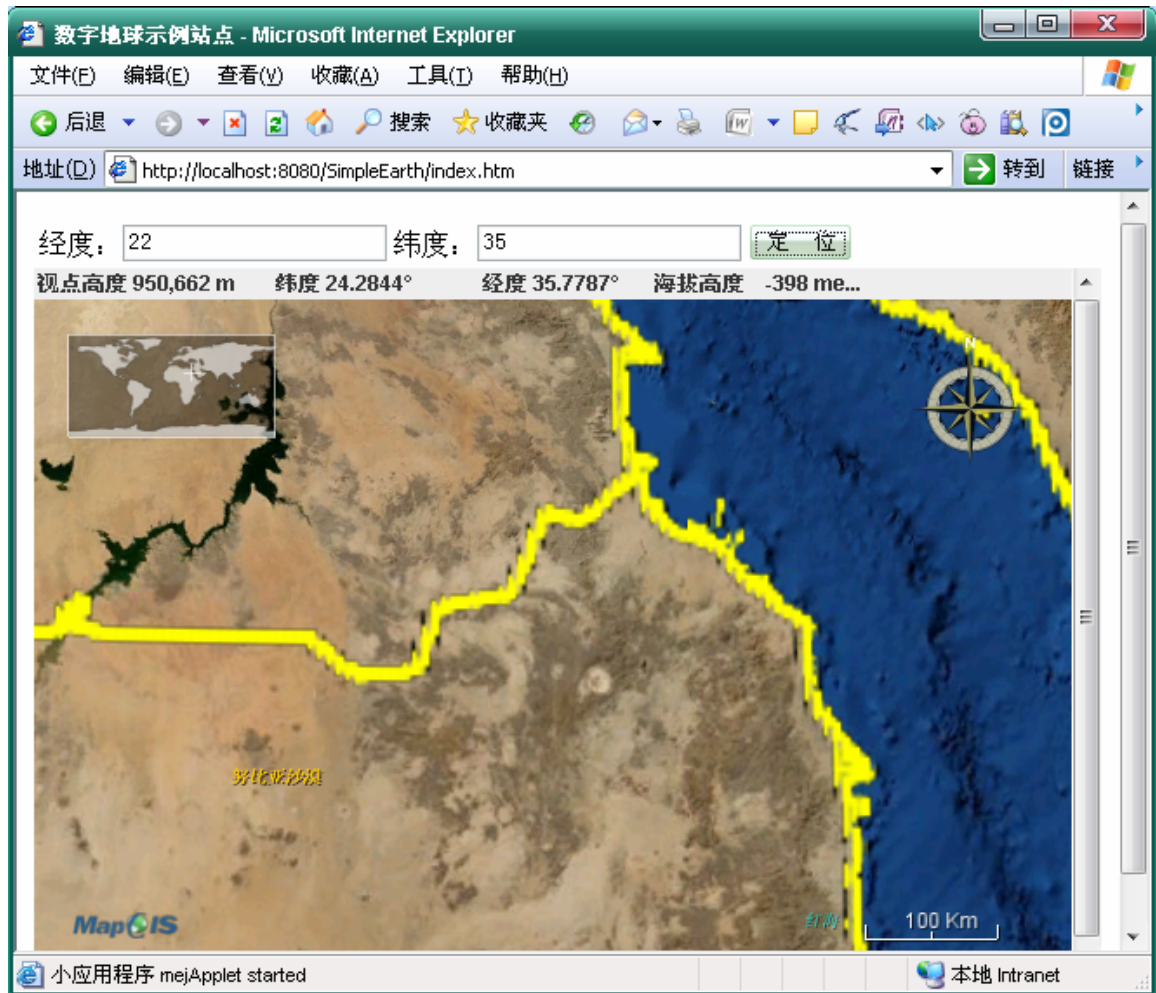 数字地球示例站点 - Microsoft Internet Explorer
文件(F) 编辑(E) 查看(V) 收藏(A) 工具(T) 帮助(H)
后退 搜索 收藏夹
地址(D) http://localhost:8080/SimpleEarth/index.htm 转到 链接
经度： 22 纬度： 35 定 位
视点高度 950,662 m 纬度 24.2844° 经度 35.7787° 海拔高度 -398 me...
N
努比亚沙漠
MapGIS 红海 100 Km
小应用程序 mejApplet started 本地 Intranet